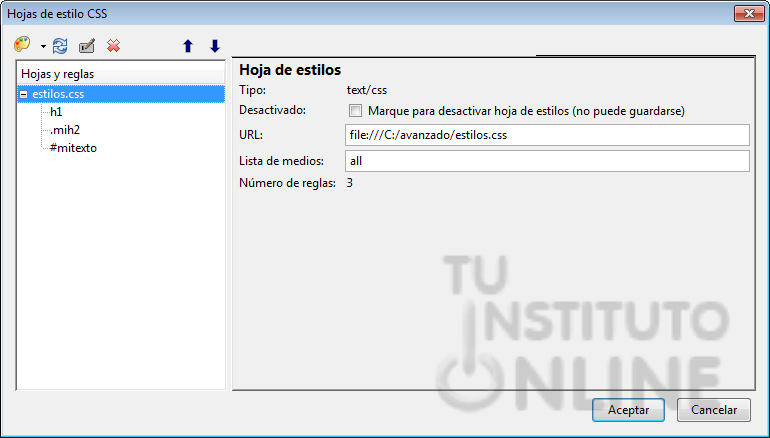 Hojas de estilo CSS
Hojas y reglas
estilos.css
h1
.mih2
#mitexto
Hoja de estilos
Tipo: text/css
Desactivado: Marque para desactivar hoja de estilos (no puede guardarse)
URL: file:///C:/avanzado/estilos.css
Lista de medios: all
Número de reglas: 3
TU
INSTITUTO
ONLINE
Aceptar Cancelar